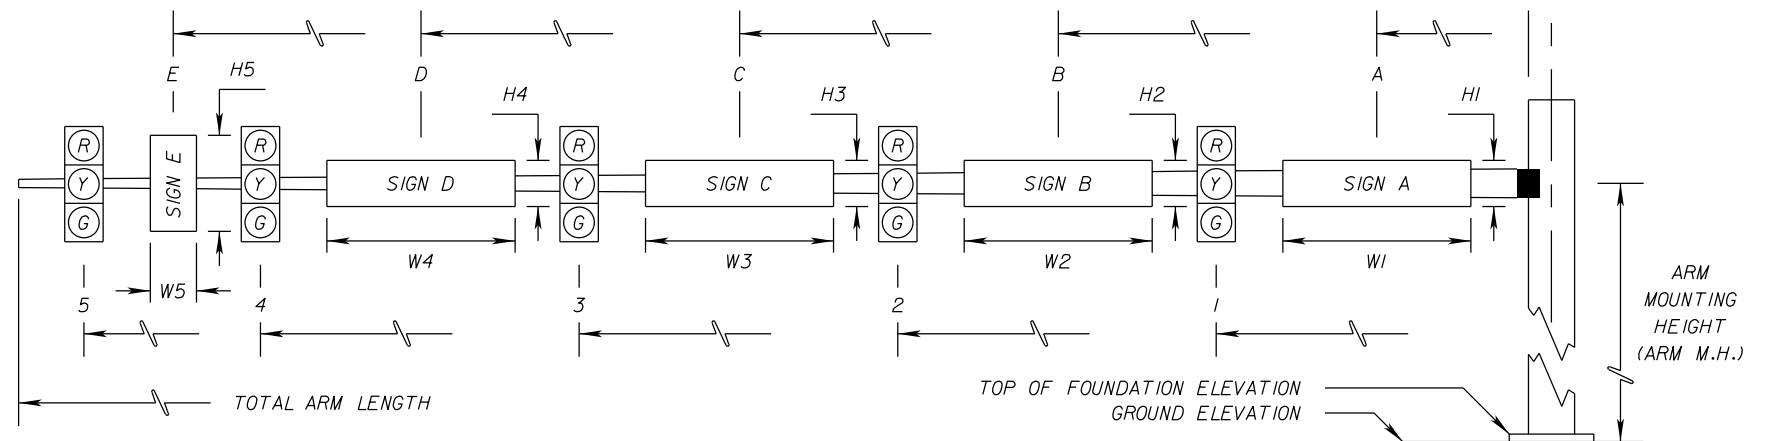 E
D
C
B
A
H5
H4
H3
H2
H1
R
R
R
R
R
Y
SIGN E
Y
SIGN D
Y
SIGN C
Y
SIGN B
Y
SIGN A
G
G
G
G
G
W5
W4
W3
W2
W1
5
4
3
2
1
ARM
MOUNTING
HEIGHT
(ARM M.H.)
TOTAL ARM LENGTH
TOP OF FOUNDATION ELEVATION
GROUND ELEVATION